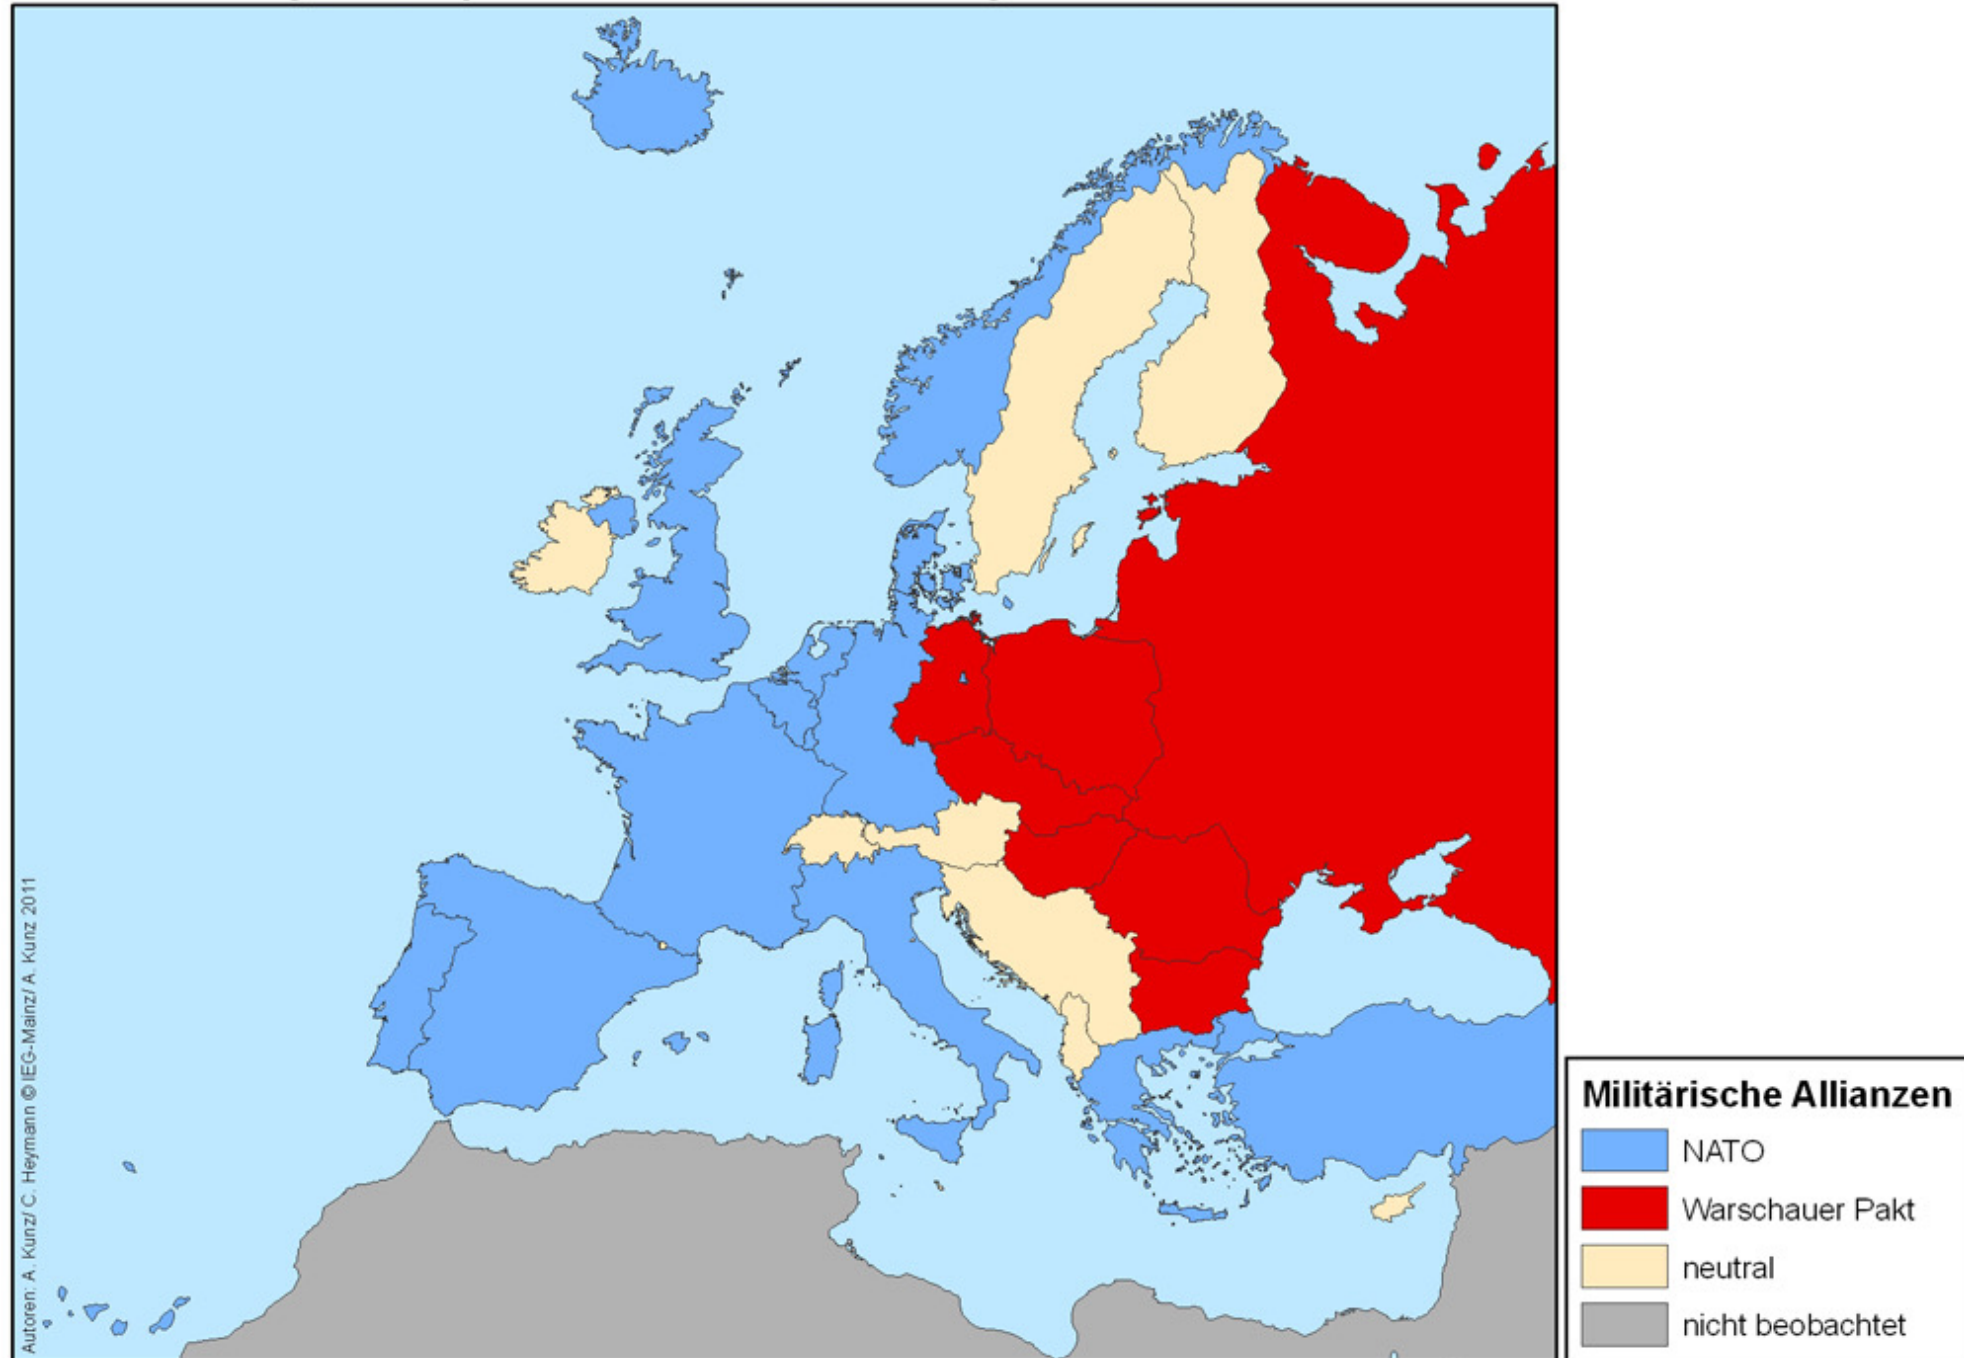 Autoren: A. Kunz/ C. Heymann © IEG-Mainz/ A. Kunz 2011
Militärische Allianzen
NATO
Warschauer Pakt
neutral
nicht beobachtet